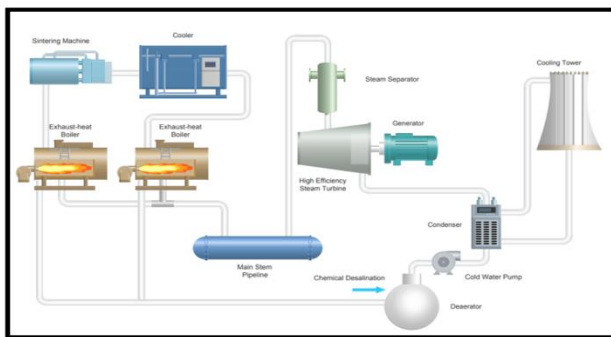 Sintering Machine
Cooler
Exhaust-heat
Boiler
Exhaust-heat
Boiler
Steam Separator
Generator
High Efficiency
Steam Turbine
Cooling Tower
Condenser
Cold Water Pump
Main Stem
Pipeline
Chemical Desalination
Deaerator